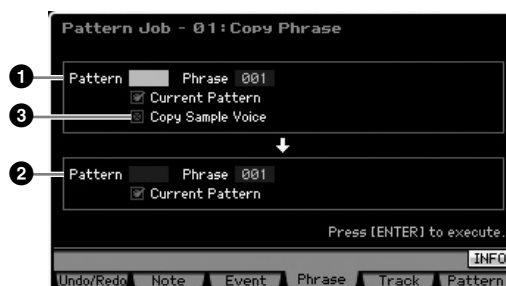 Pattern Job - 01:Copy Phrase
1 Pattern Phrase 001
Current Pattern
3 Copy Sample Voice
2 Pattern Phrase 001
Current Pattern
Press [ENTER] to execute.
INFO
Undo/Redo Note Event Phrase Track Pattern